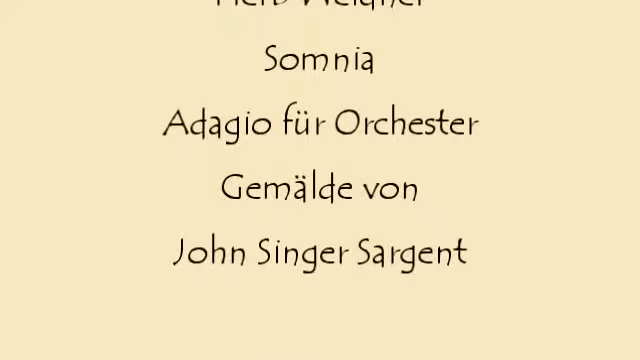 Somnia
Adagio für Orchester
Gemälde von
John Singer Sargent